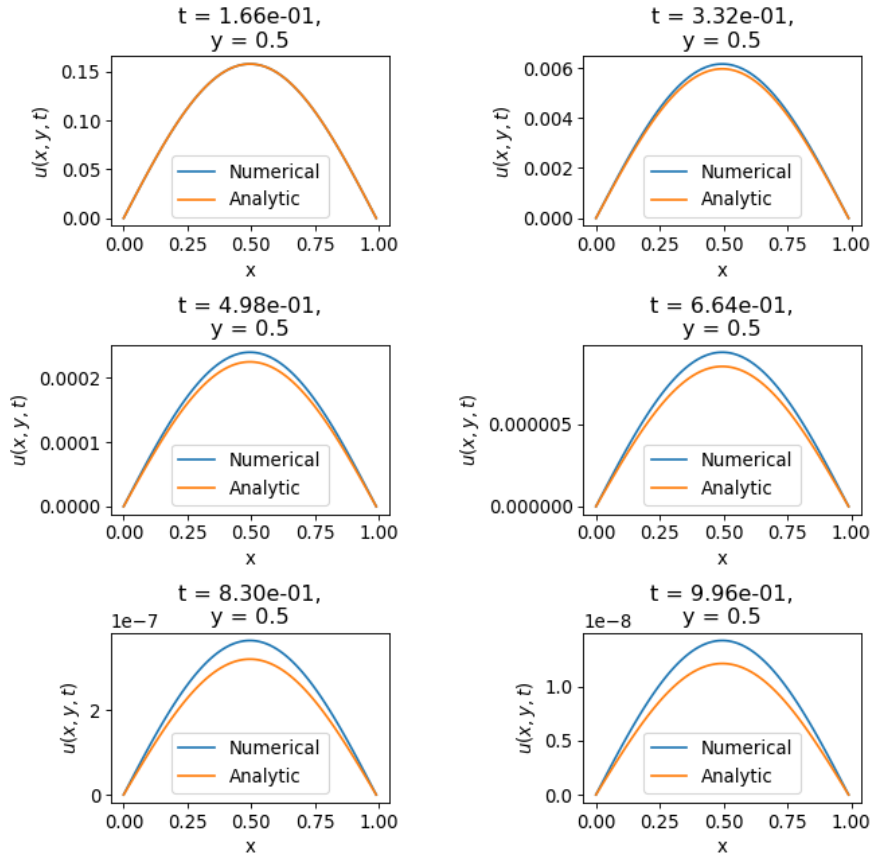 t = 1.66e-01,
y = 0.5
0.15
0.10
0.05
0.00
u(x, y, t)
Numerical
Analytic
0.00 0.25 0.50 0.75 1.00
x
t = 3.32e-01,
y = 0.5
0.006
0.004
0.002
0.000
u(x, y, t)
Numerical
Analytic
0.00 0.25 0.50 0.75 1.00
x
t = 4.98e-01,
y = 0.5
0.0002
0.0001
0.0000
u(x, y, t)
Numerical
Analytic
0.00 0.25 0.50 0.75 1.00
x
t = 6.64e-01,
y = 0.5
0.000005
0.000000
u(x, y, t)
Numerical
Analytic
0.00 0.25 0.50 0.75 1.00
x
t = 8.30e-01,
y = 0.5
1e-7
2
0
u(x, y, t)
Numerical
Analytic
0.00 0.25 0.50 0.75 1.00
x
t = 9.96e-01,
y = 0.5
1e-8
1.0
0.5
0.0
u(x, y, t)
Numerical
Analytic
0.00 0.25 0.50 0.75 1.00
x